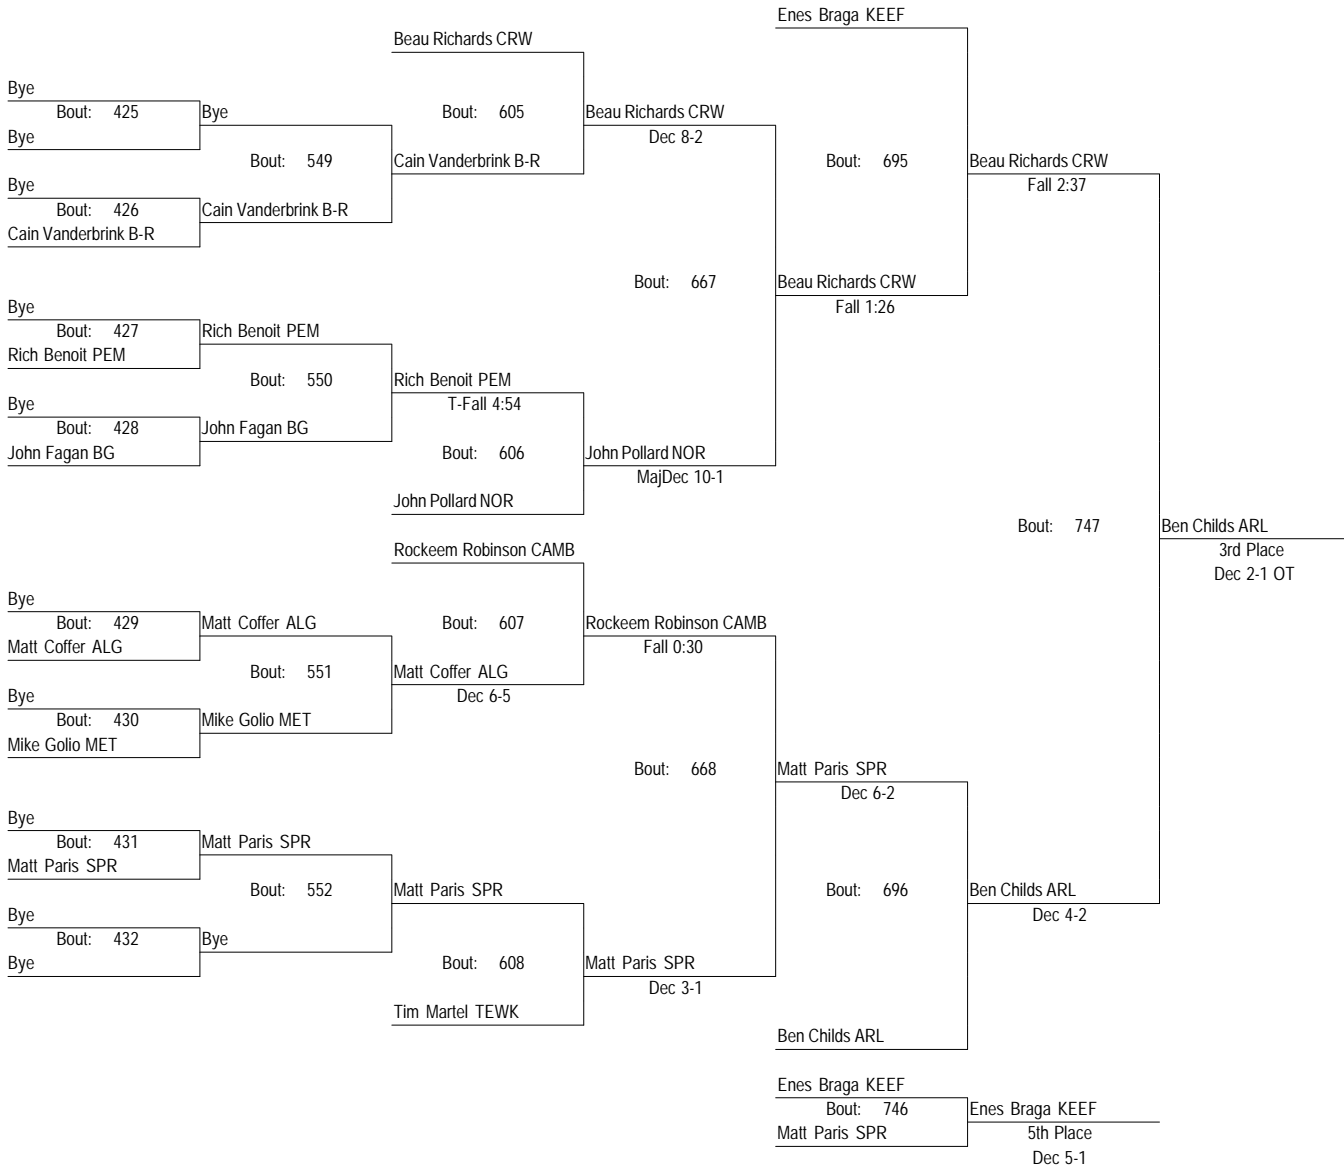 Enes Braga KEEF
Beau Richards CRW
Bye
Bout: 425
Bye
Bout: 605
Beau Richards CRW
Dec 8-2
Bye
Bout: 549
Cain Vanderbrink B-R
Bout: 695
Beau Richards CRW
Fall 2:37
Bye
Bout: 426
Cain Vanderbrink B-R
Cain Vanderbrink B-R
Bout: 667
Beau Richards CRW
Fall 1:26
Bye
Bout: 427
Rich Benoit PEM
Rich Benoit PEM
Bout: 550
Rich Benoit PEM
T-Fall 4:54
Bye
Bout: 428
John Fagan BG
John Fagan BG
Bout: 606
John Pollard NOR
MajDec 10-1
John Pollard NOR
Bout: 747
Ben Childs ARL
3rd Place
Dec 2-1 OT
Rockeem Robinson CAMB
Bye
Bout: 429
Matt Coffer ALG
Bout: 607
Rockeem Robinson CAMB
Fall 0:30
Matt Coffer ALG
Bout: 551
Matt Coffer ALG
Dec 6-5
Bye
Bout: 430
Mike Golio MET
Mike Golio MET
Bout: 668
Matt Paris SPR
Dec 6-2
Bye
Bout: 431
Matt Paris SPR
Matt Paris SPR
Bout: 552
Matt Paris SPR
Bout: 696
Ben Childs ARL
Dec 4-2
Bye
Bout: 432
Bye
Bye
Bout: 608
Matt Paris SPR
Dec 3-1
Tim Martel TEWK
Ben Childs ARL
Enes Braga KEEF
Bout: 746
Enes Braga KEEF
Matt Paris SPR
5th Place
Dec 5-1